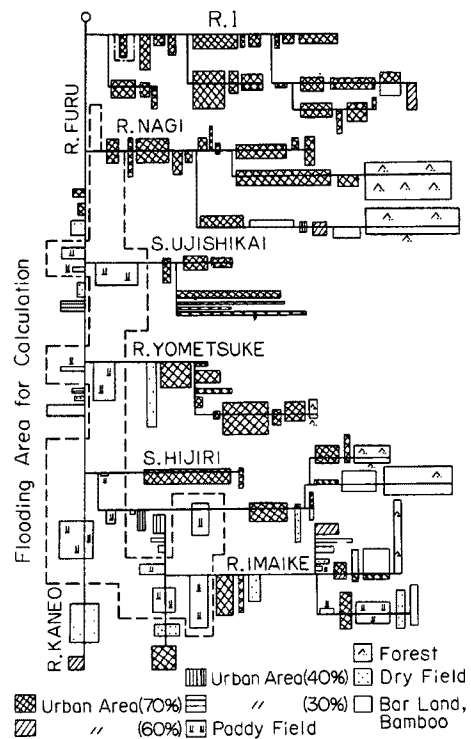 R.I
R. FURU
R.NAGI
S.UJISHIKAI
R.YOMETSUKE
Flooding Area for Calculation
S.HIJIRI
R.IMAIKE
R.KANEO
Forest
Urban Area(40%) Dry Field
Urban Area(70%) 〃 (30%) Bar Land,
Bamboo
〃 (60%) Paddy Field